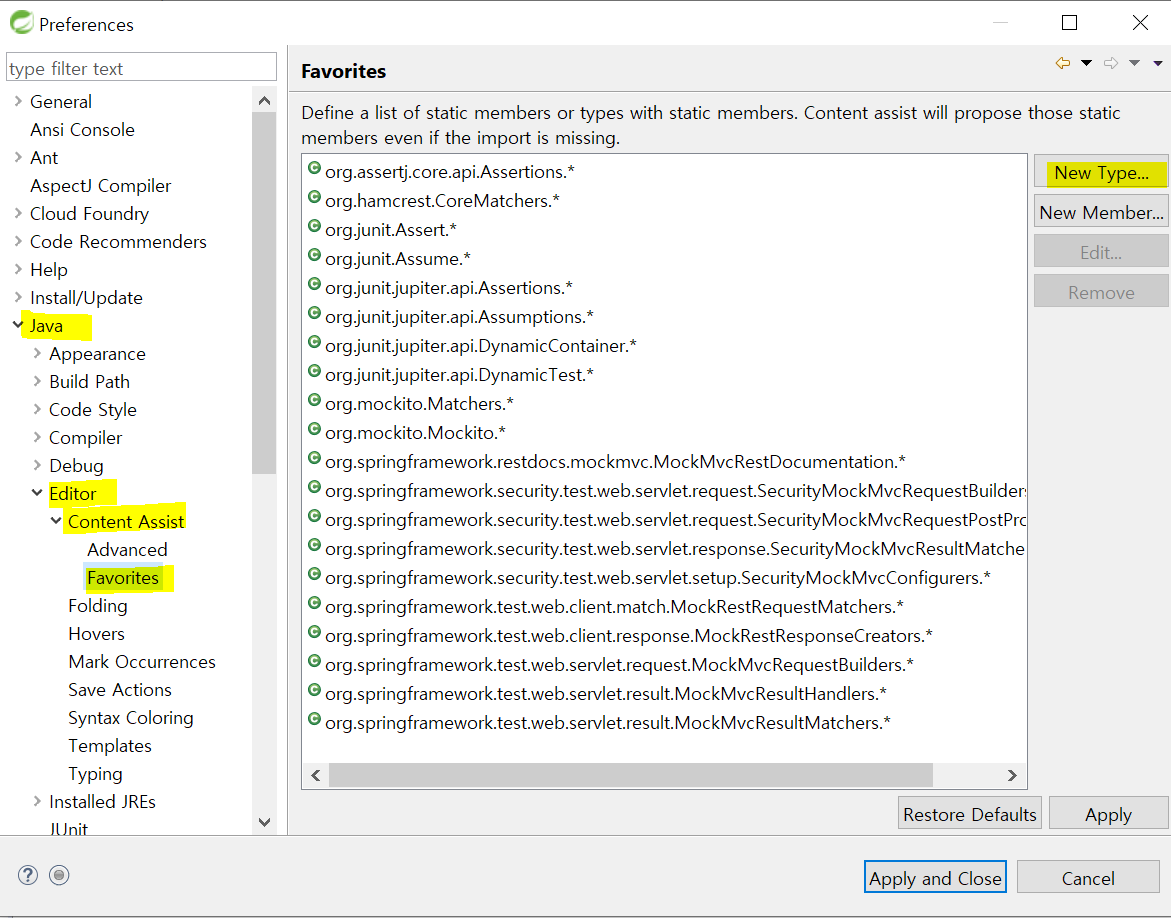 Preferences
type filter text
General
Ansi Console
Ant
AspectJ Compiler
Cloud Foundry
Code Recommenders
Help
Install/Update
Java
Appearance
Build Path
Code Style
Compiler
Debug
Editor
Content Assist
Advanced
Favorites
Folding
Hovers
Mark Occurrences
Save Actions
Syntax Coloring
Templates
Typing
Installed JREs
JUnit
Favorites
Define a list of static members or types with static members. Content assist will propose those static
members even if the import is missing.
org.assertj.core.api.Assertions.*
org.hamcrest.CoreMatchers.*
org.junit.Assert.*
org.junit.Assume.*
org.junit.jupiter.api.Assertions.*
org.junit.jupiter.api.Assumptions.*
org.junit.jupiter.api.DynamicContainer.*
org.junit.jupiter.api.DynamicTest.*
org.mockito.Matchers.*
org.mockito.Mockito.*
org.springframework.restdocs.mockmvc.MockMvcRestDocumentation.*
org.springframework.security.test.web.servlet.request.SecurityMockMvcRequestBuilders
org.springframework.security.test.web.servlet.request.SecurityMockMvcRequestPostPro
org.springframework.security.test.web.servlet.response.SecurityMockMvcResultMatche
org.springframework.security.test.web.servlet.setup.SecurityMockMvcConfigurers.*
org.springframework.test.web.client.match.MockRestRequestMatchers.*
org.springframework.test.web.client.response.MockRestResponseCreators.*
org.springframework.test.web.servlet.request.MockMvcRequestBuilders.*
org.springframework.test.web.servlet.result.MockMvcResultHandlers.*
org.springframework.test.web.servlet.result.MockMvcResultMatchers.*
New Type...
New Member...
Edit...
Remove
Restore Defaults
Apply
Apply and Close
Cancel